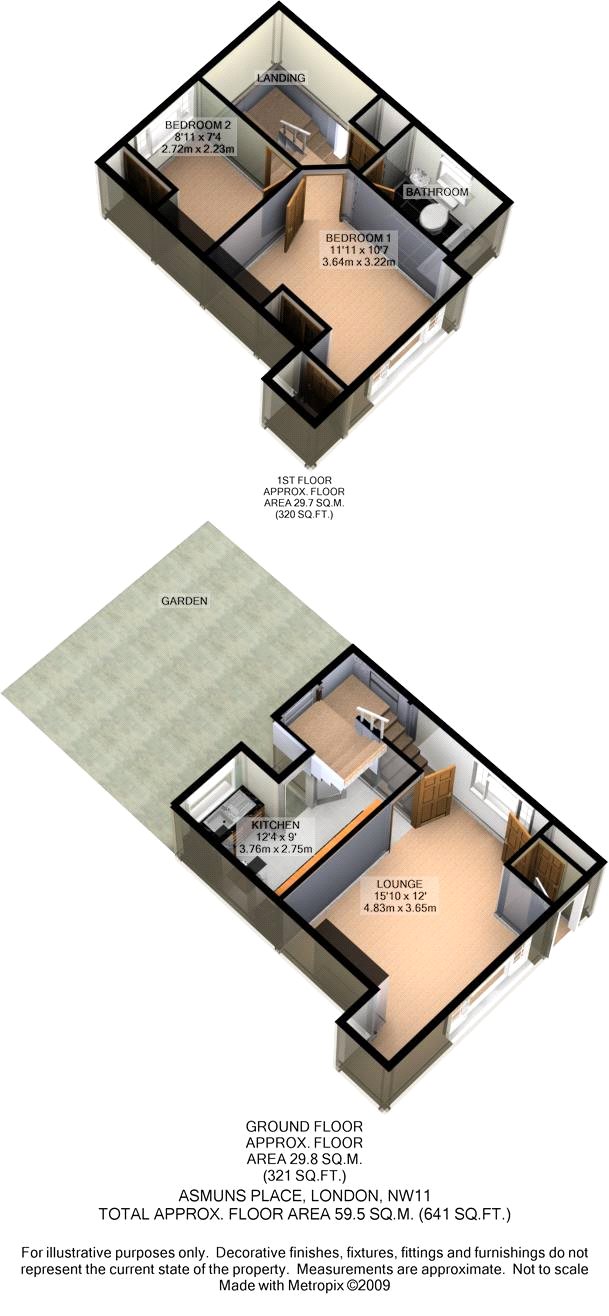 LANDING
BEDROOM 2
8'11 x 7'4
2.72m x 2.23m
BATHROOM
BEDROOM 1
11'11 x 10'7
3.64m x 3.22m
1ST FLOOR
APPROX. FLOOR
AREA 29.7 SQ.M.
(320 SQ.FT.)
GARDEN
KITCHEN
12'4 x 9'
3.76m x 2.75m
LOUNGE
15'10 x 12'
4.83m x 3.65m
GROUND FLOOR
APPROX. FLOOR
AREA 29.8 SQ.M.
(321 SQ.FT.)
ASMUNS PLACE, LONDON, NW11
TOTAL APPROX. FLOOR AREA 59.5 SQ.M. (641 SQ.FT.)
For illustrative purposes only. Decorative finishes, fixtures, fittings and furnishings do not
represent the current state of the property. Measurements are approximate. Not to scale
Made with Metropix ©2009